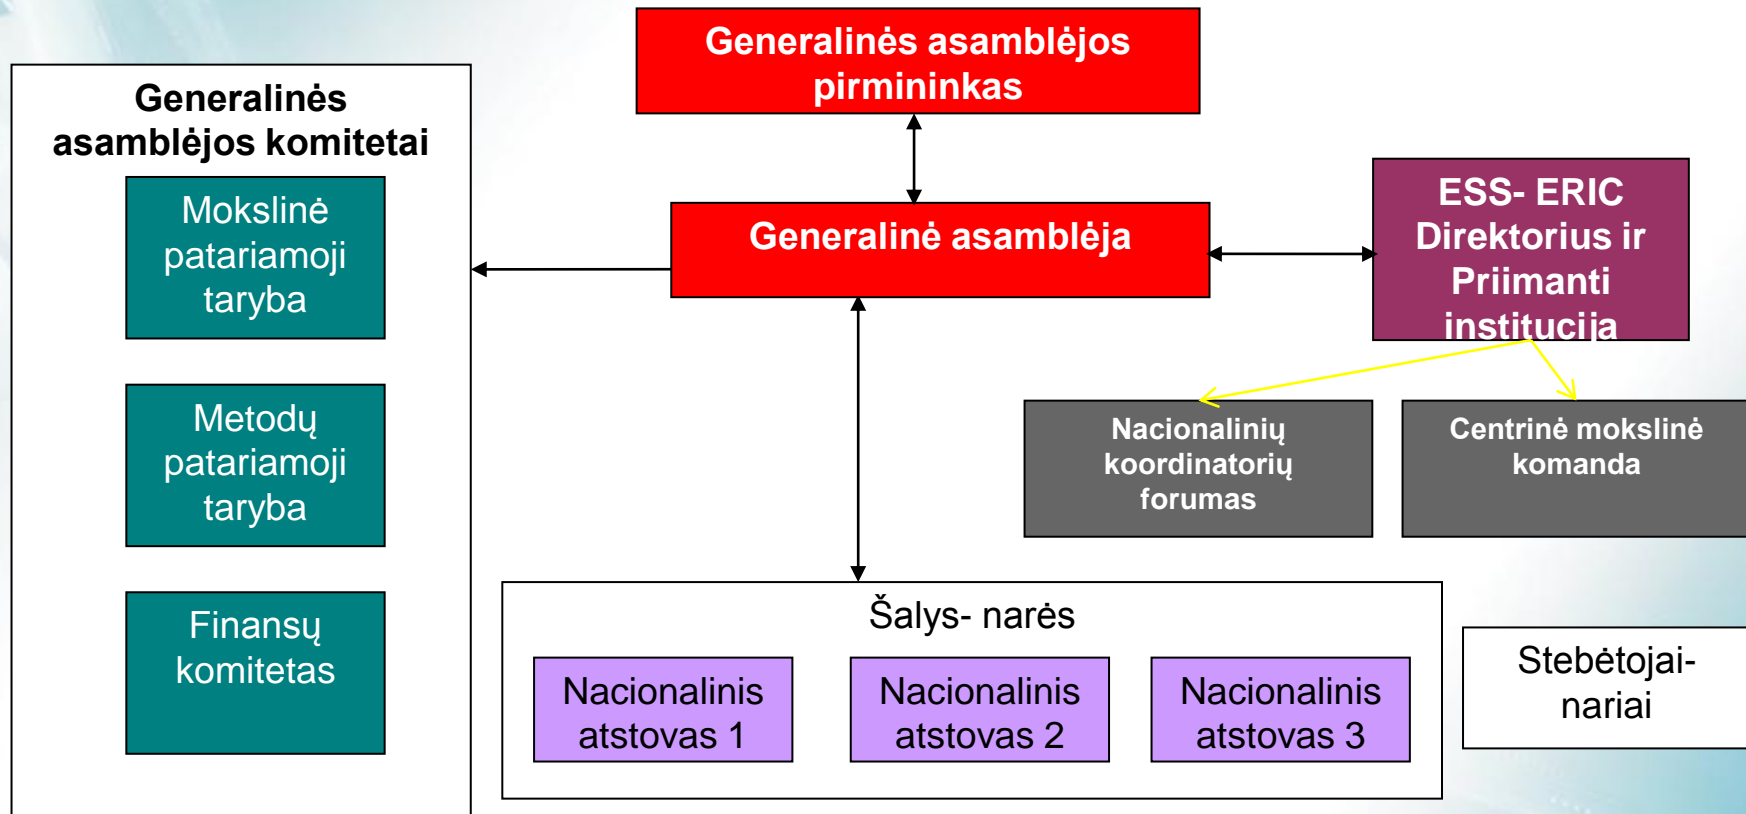 Generalinės asamblėjos
pirmininkas
Generalinės
asamblėjos komitetai
Mokslinė
patariamoji
taryba
Metodų
patariamoji
taryba
Finansų
komitetas
Generalinė asamblėja
ESS- ERIC
Direktorius ir
Priimanti
institucija
Nacionalinių
koordinatorių
forumas
Centrinė mokslinė
komanda
Šalys- narės
Nacionalinis
atstovas 1
Nacionalinis
atstovas 2
Nacionalinis
atstovas 3
Stebėtojai-
nariai